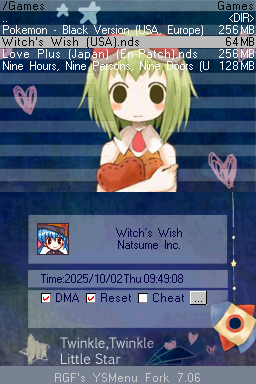 /Games Games
.. <DIR>
Pokemon - Black Version (USA, Europe) 256MB
Witch's Wish (USA).nds 64MB
Love Plus (Japan) (En-Patch).nds 256MB
Nine Hours, Nine Persons, Nine Doors (U 128MB
Witch's Wish
Natsume Inc.
Time:2025/10/02 Thu 09:49:08
DMA Reset Cheat ...
Twinkle,Twinkle
Little Star
RGF's YSMenu Fork 7.06